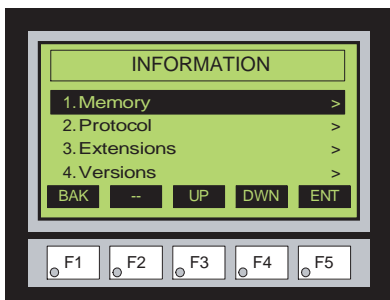 INFORMATION
1.Memory >
2.Protocol >
3.Extensions >
4.Versions >
BAK -- UP DWN ENT
F1 F2 F3 F4 F5